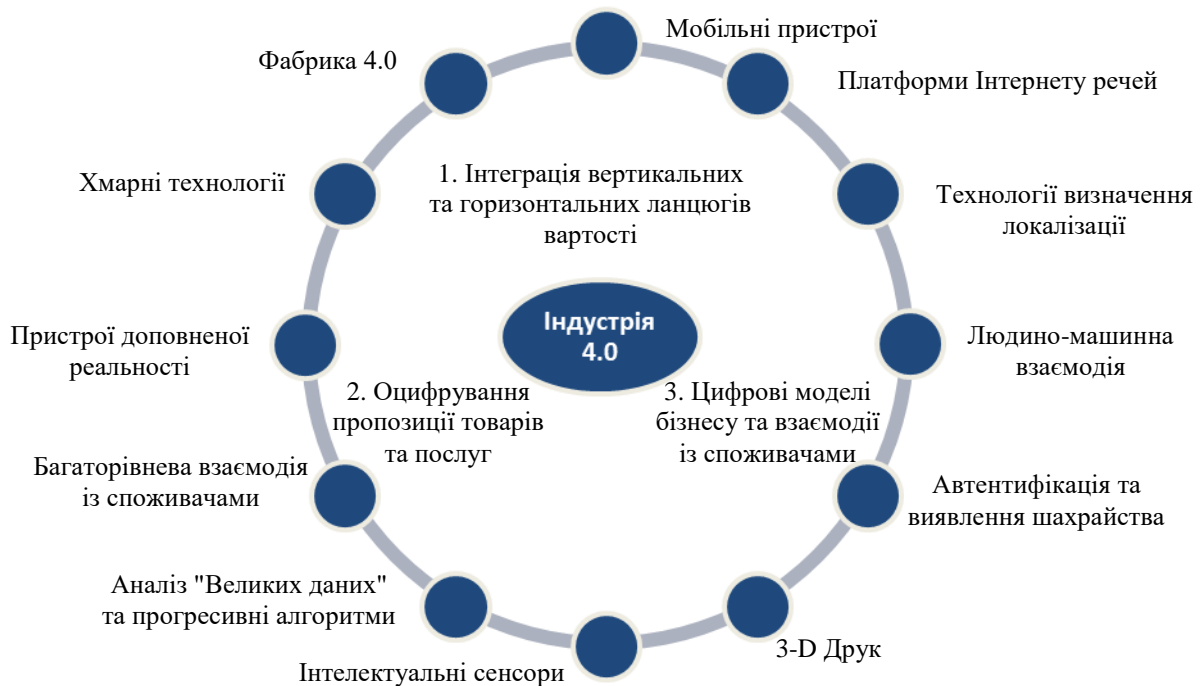 Мобільні пристрої
Фабрика 4.0
Платформи Інтернету речей
1. Інтеграція вертикальних
та горизонтальних ланцюгів
вартості
Хмарні технології
Технології визначення
локалізації
Індустрія
4.0
Пристрої доповненої
реальності
Людино-машинна
взаємодія
2. Оцифрування
пропозиції товарів
та послуг
3. Цифрові моделі
бізнесу та взаємодії
із споживачами
Багаторівнева взаємодія
із споживачами
Автентифікація та
виявлення шахрайства
Аналіз "Великих даних"
та прогресивні алгоритми
3-D Друк
Інтелектуальні сенсори